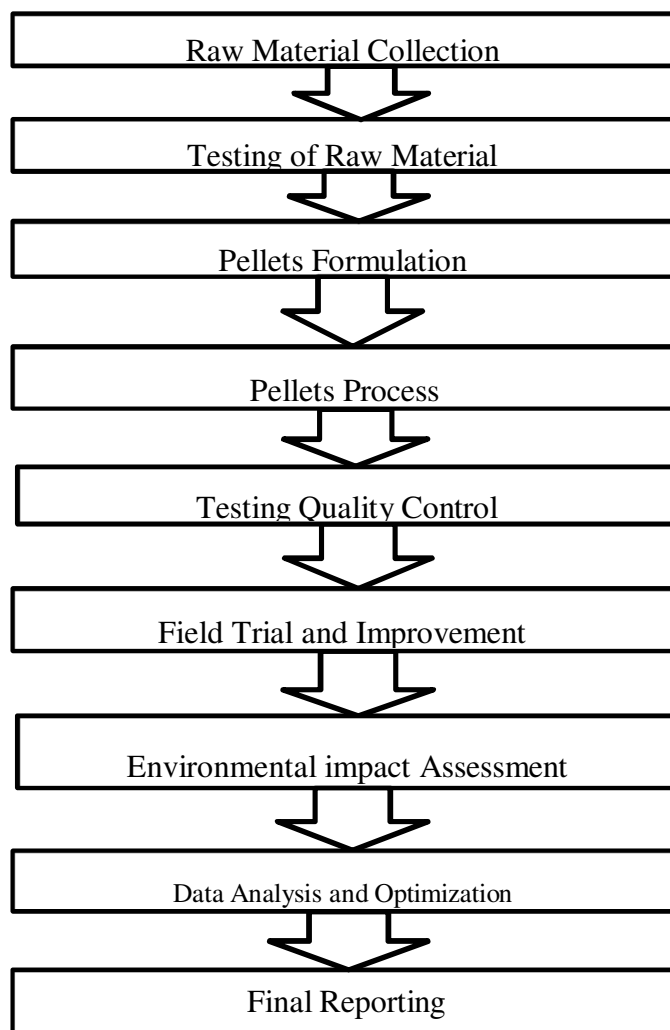 Raw Material Collection
Testing of Raw Material
Pellets Formulation
Pellets Process
Testing Quality Control
Field Trial and Improvement
Environmental impact Assessment
Data Analysis and Optimization
Final Reporting